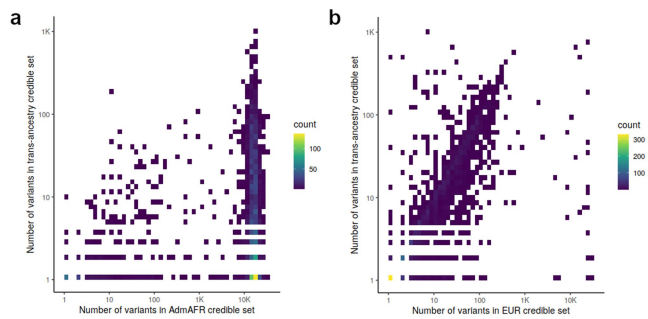 a
b
Number of variants in trans-ancestry credible set
1K
100
10
1
1
10
100
1K
10K
Number of variants in AdmAFR credible set
count
100
50
Number of variants in trans-ancestry credible set
1K
100
10
1
1
10
100
1K
10K
Number of variants in EUR credible set
count
300
200
100